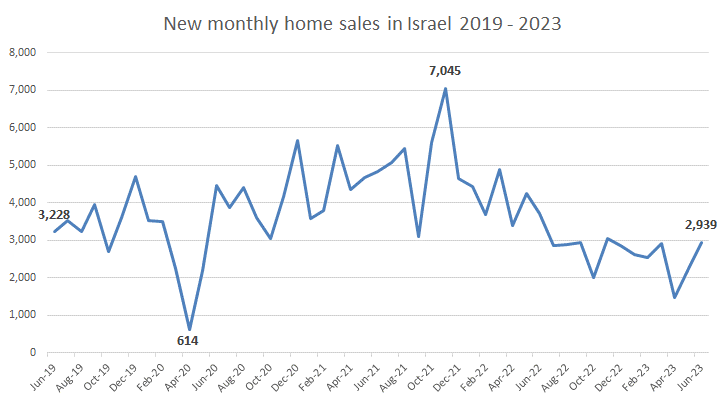 New monthly home sales in Israel 2019 - 2023
8,000
7,000
6,000
5,000
4,000
3,000
2,000
1,000
0
3,228
614
7,045
2,939
Jun-19
Aug-19
Oct-19
Dec-19
Feb-20
Apr-20
Jun-20
Aug-20
Oct-20
Dec-20
Feb-21
Apr-21
Jun-21
Aug-21
Oct-21
Dec-21
Feb-22
Apr-22
Jun-22
Aug-22
Oct-22
Dec-22
Feb-23
Apr-23
Jun-23